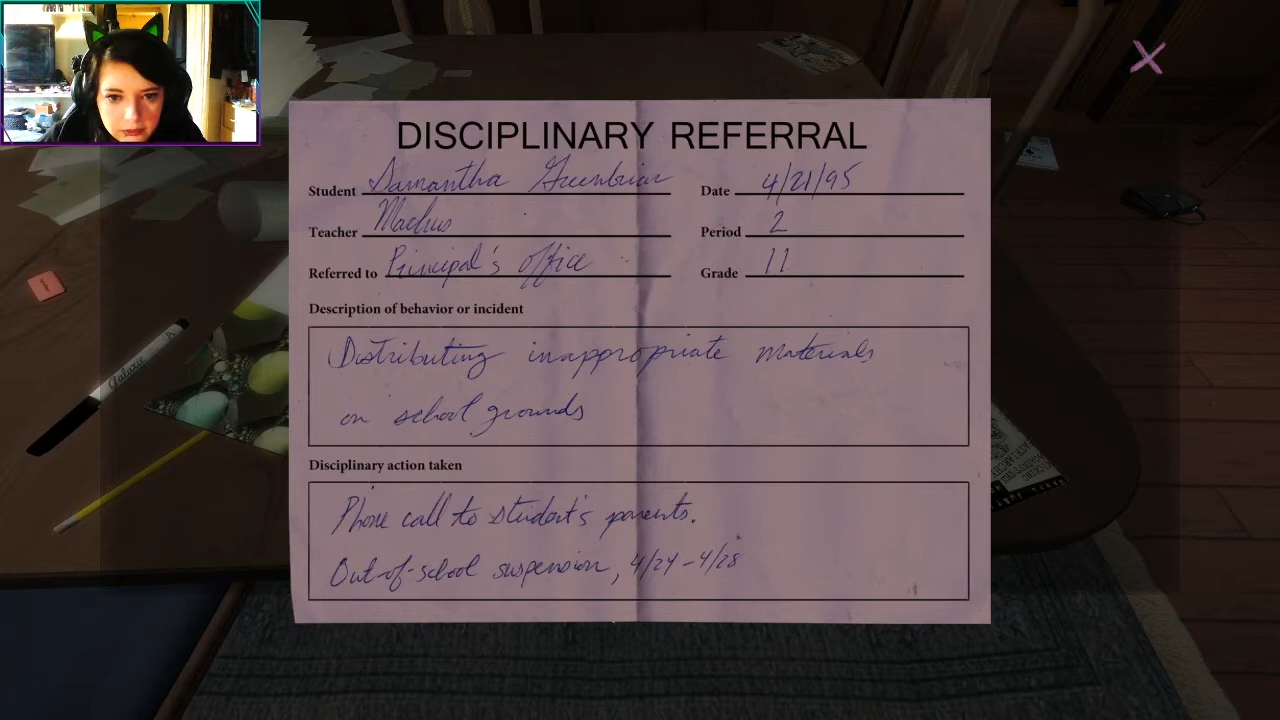 DISCIPLINARY REFERRAL
Student Samantha Greenbriar Date 4/21/95
Teacher Machus Period 2
Referred to Principal's office Grade 11
Description of behavior or incident
Distributing inappropriate materials
on school grounds
Disciplinary action taken
Phone call to student's parents.
Out-of-school suspension, 4/24-4/28
Galaxie
X